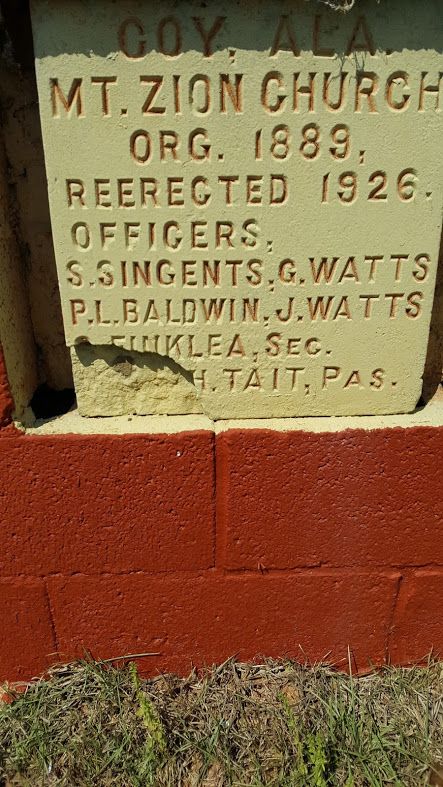 COY, ALA.
MT. ZION CHURCH
ORG. 1889,
REERECTED 1926.
OFFICERS;
S. SINGENTS, G. WATTS
P.L. BALDWIN, J. WATTS
FINKLEA, SEC.
H. TAIT, PAS.